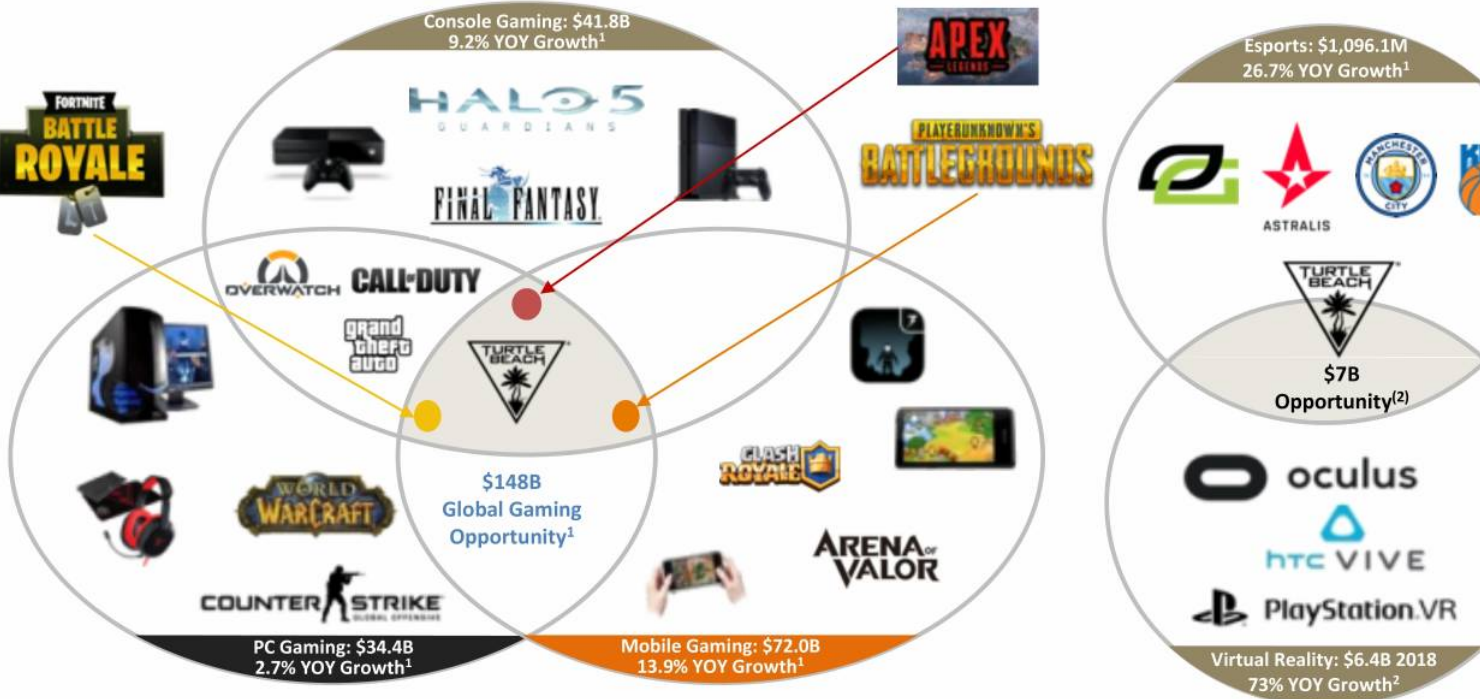 Console Gaming: $41.8B
9.2% YOY Growth¹
APEX
LEGENDS
Esports: $1,096.1M
26.7% YOY Growth¹
FORTNITE
BATTLE
ROYALE
HALO 5
GUARDIANS
FINAL FANTASY
PLAYERUNKNOWN'S
BATTLEGROUNDS
MANCHESTER
CITY
ASTRALIS
OVERWATCH
CALL OF DUTY
grand
theft
auto
TURTLE
BEACH™
7
TURTLE
BEACH™
$7B
Opportunity⁽²⁾
CLASH
ROYALE
WORLD
WARCRAFT
$148B
Global Gaming
Opportunity¹
ARENA OF
VALOR
COUNTER STRIKE
GLOBAL OFFENSIVE
oculus
HTC VIVE
PlayStation.VR
PC Gaming: $34.4B
2.7% YOY Growth¹
Mobile Gaming: $72.0B
13.9% YOY Growth¹
Virtual Reality: $6.4B 2018
73% YOY Growth²